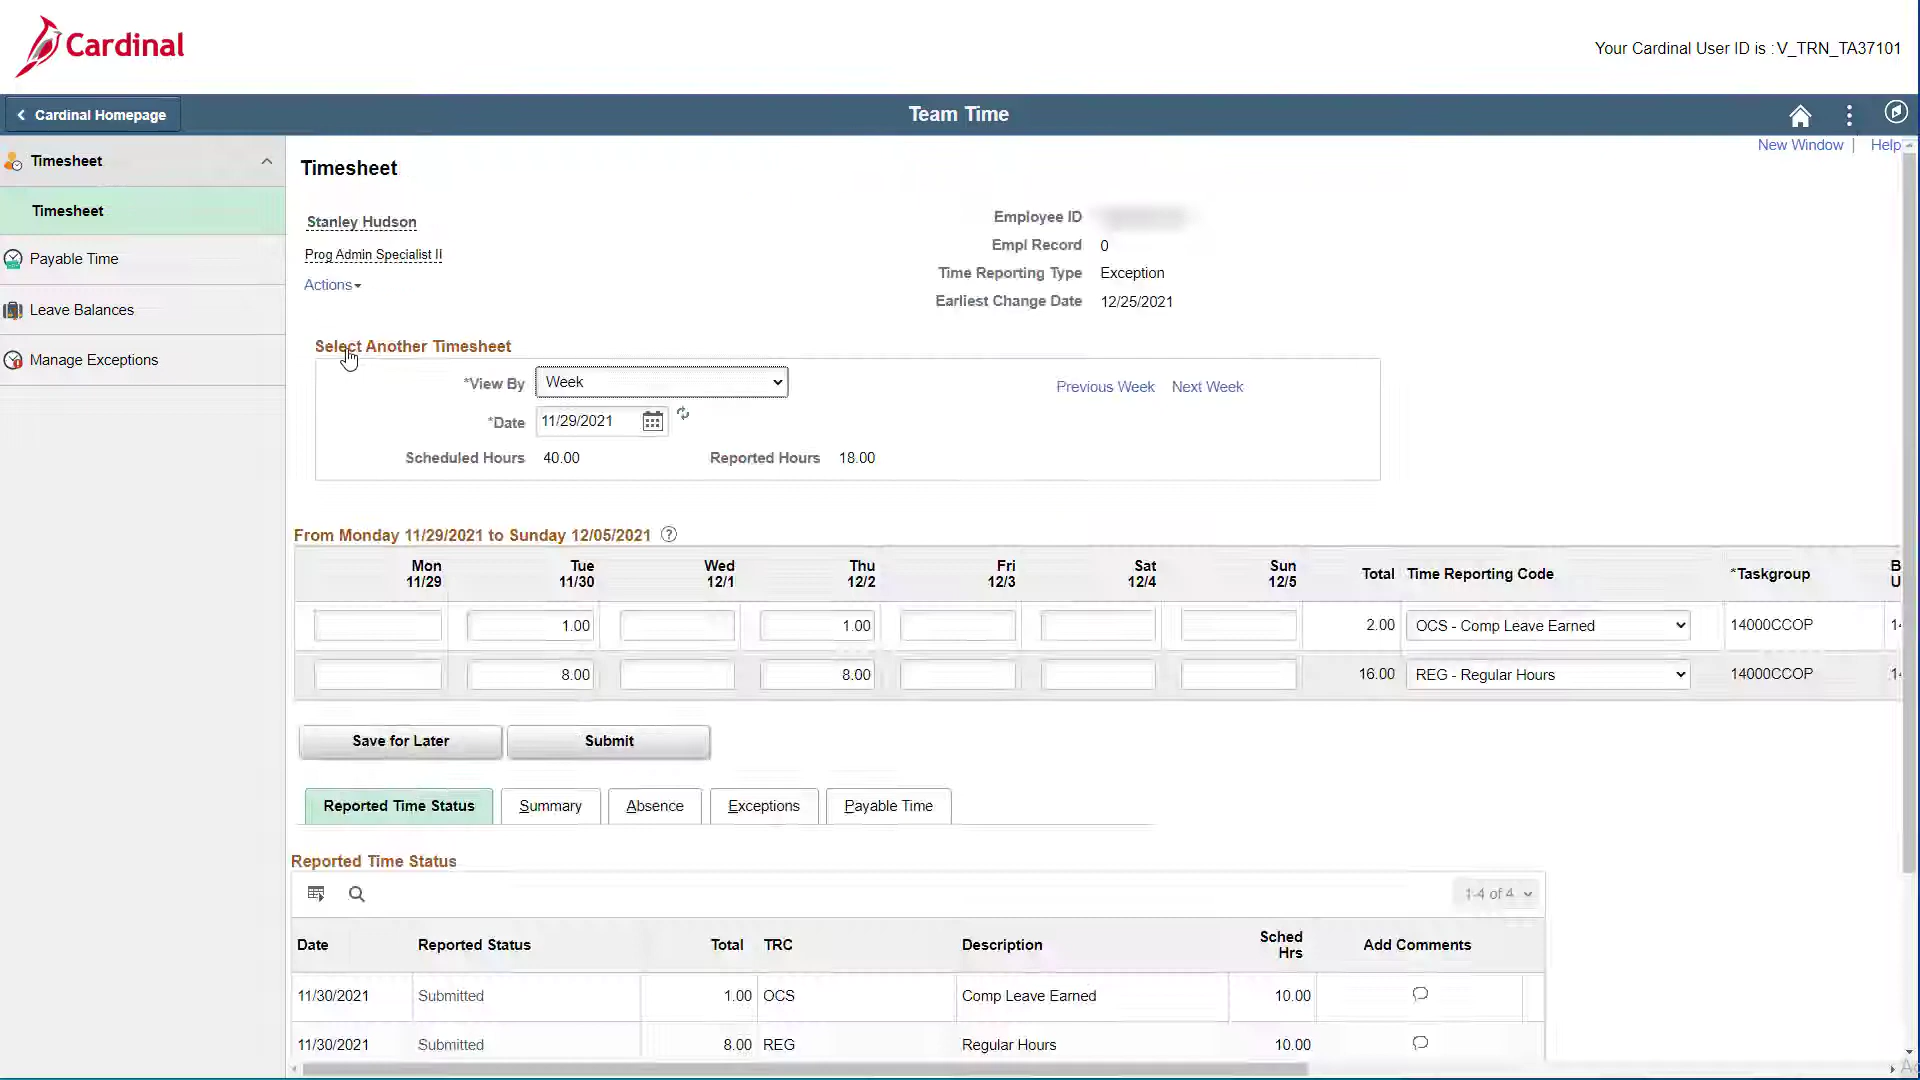 Cardinal
Your Cardinal User ID is : V_TRN_TA37101
Cardinal Homepage
Team Time
New Window | Help
Timesheet
Timesheet
Payable Time
Leave Balances
Manage Exceptions
Timesheet
Stanley Hudson
Prog Admin Specialist II
Actions
Employee ID
Empl Record 0
Time Reporting Type Exception
Earliest Change Date 12/25/2021
Select Another Timesheet
*View By Week
Previous Week Next Week
*Date 11/29/2021
Scheduled Hours 40.00 Reported Hours 18.00
From Monday 11/29/2021 to Sunday 12/05/2021 ?
Mon Tue Wed Thu Fri Sat Sun Total Time Reporting Code *Taskgroup
11/29 11/30 12/1 12/2 12/3 12/4 12/5
1.00 1.00 2.00 OCS - Comp Leave Earned 14000CCOP
8.00 8.00 16.00 REG - Regular Hours 14000CCOP
Save for Later Submit
Reported Time Status Summary Absence Exceptions Payable Time
Reported Time Status
1-4 of 4
Date Reported Status Total TRC Description Sched Hrs Add Comments
11/30/2021 Submitted 1.00 OCS Comp Leave Earned 10.00
11/30/2021 Submitted 8.00 REG Regular Hours 10.00